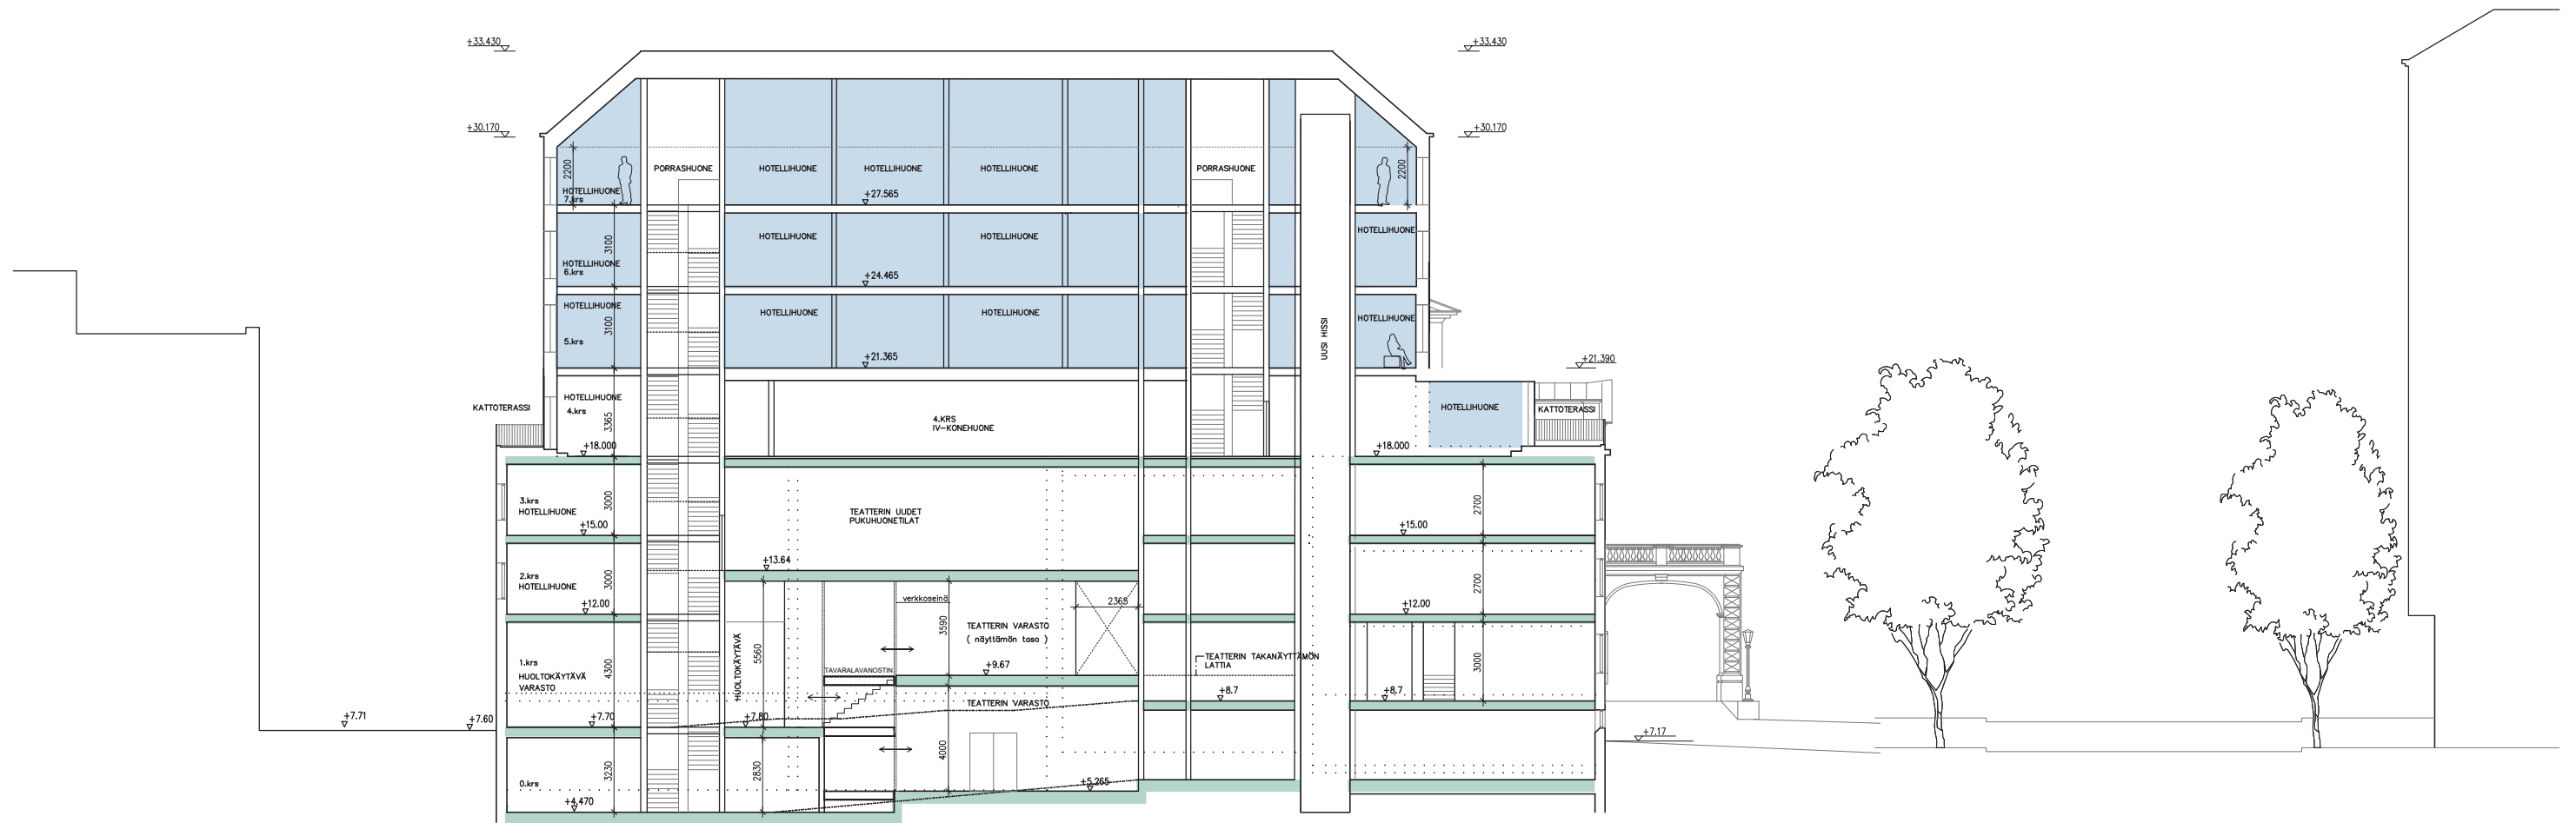 +33.430
+33.430
+30.170
+30.170
2200
HOTELLIHUONE
7.krs
PORRASHUONE
HOTELLIHUONE
HOTELLIHUONE
HOTELLIHUONE
PORRASHUONE
2200
+27.565
3100
HOTELLIHUONE
6.krs
HOTELLIHUONE
HOTELLIHUONE
HOTELLIHUONE
+24.465
HOTELLIHUONE
5.krs
3100
HOTELLIHUONE
HOTELLIHUONE
HOTELLIHUONE
UUSI HISSI
+21.365
+21.390
KATTOTERASSI
HOTELLIHUONE
4.krs
3365
+18.000
4.KRS
IV-KONEHUONE
+18.000
HOTELLIHUONE
KATTOTERASSI
3.krs
HOTELLIHUONE
3000
+15.00
TEATTERIN UUDET
PUKUHUONETILAT
+15.00
2700
+13.64
2.krs
HOTELLIHUONE
3000
+12.00
verkkoseinä
3590
2365
+12.00
2700
TEATTERIN VARASTO
( näyttämön taso )
1.krs
HUOLTOKÄYTÄVÄ
VARASTO
4300
HUOLTOKÄYTÄVÄ
5560
TAVARALAVANOSTIN
+9.67
TEATTERIN TAKANÄYTTÄMÖN
LATTIA
+8.7
+8.7
3000
TEATTERIN VARASTO
+7.71
+7.60
+7.70
+7.80
+7.17
0.krs
3230
2830
4000
+5.265
+4.470